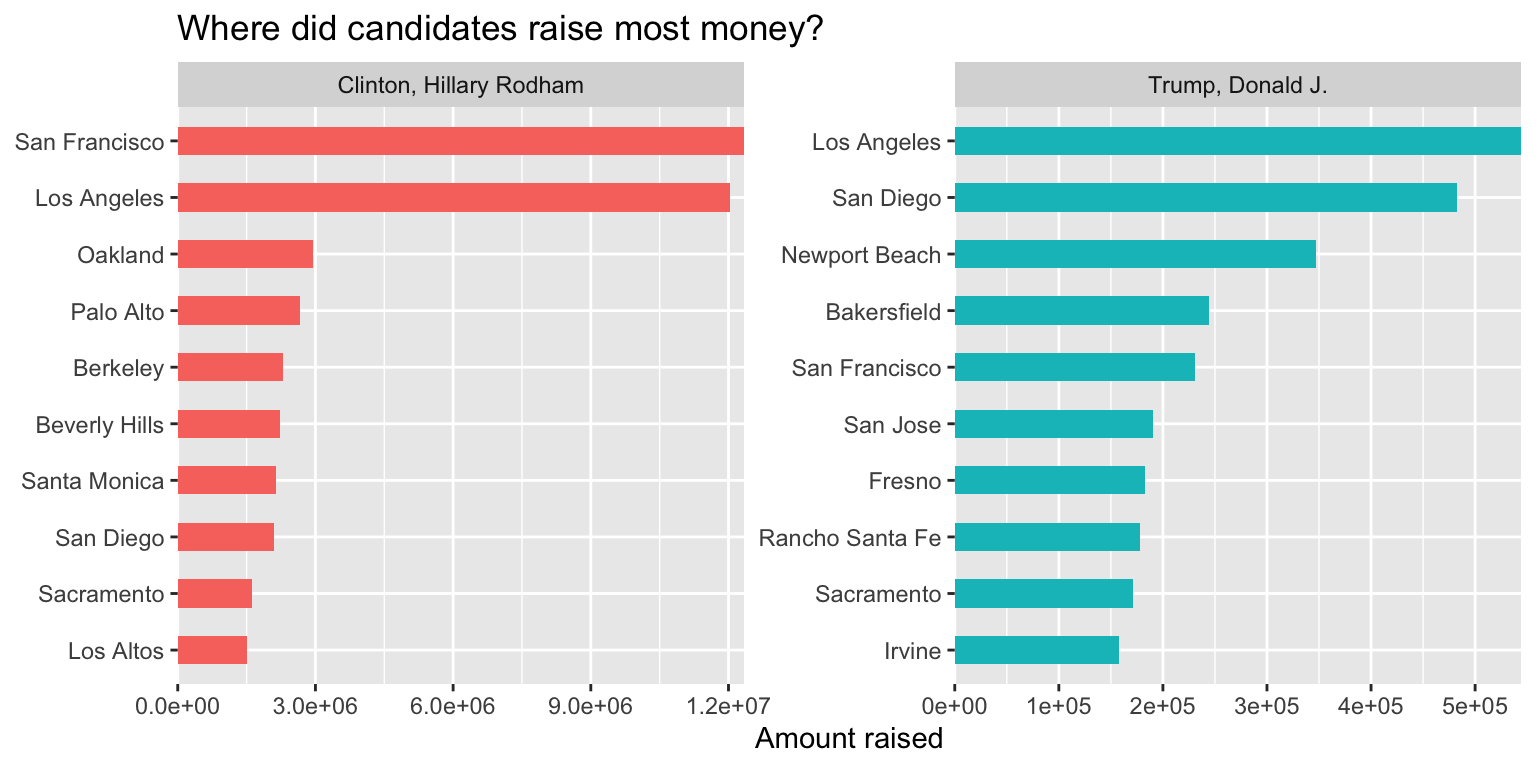 Where did candidates raise most money?
Clinton, Hillary Rodham
San Francisco
Los Angeles
Oakland
Palo Alto
Berkeley
Beverly Hills
Santa Monica
San Diego
Sacramento
Los Altos
0.0e+00 3.0e+06 6.0e+06 9.0e+06 1.2e+07
Trump, Donald J.
Los Angeles
San Diego
Newport Beach
Bakersfield
San Francisco
San Jose
Fresno
Rancho Santa Fe
Sacramento
Irvine
0e+00 1e+05 2e+05 3e+05 4e+05 5e+05
Amount raised